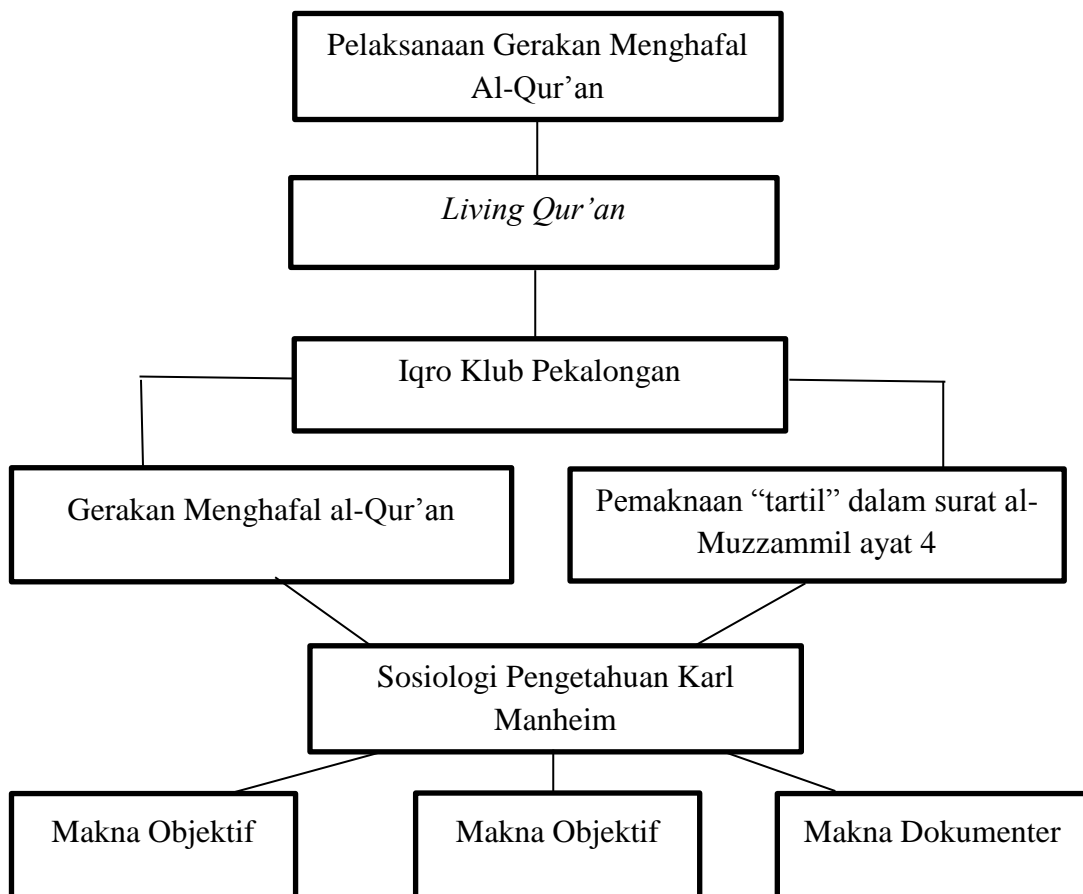 Pelaksanaan Gerakan Menghafal
Al-Qur’an
Living Qur’an
Iqro Klub Pekalongan
Gerakan Menghafal al-Qur’an
Pemaknaan “tartil” dalam surat al-
Muzzammil ayat 4
Sosiologi Pengetahuan Karl
Manheim
Makna Objektif
Makna Objektif
Makna Dokumenter